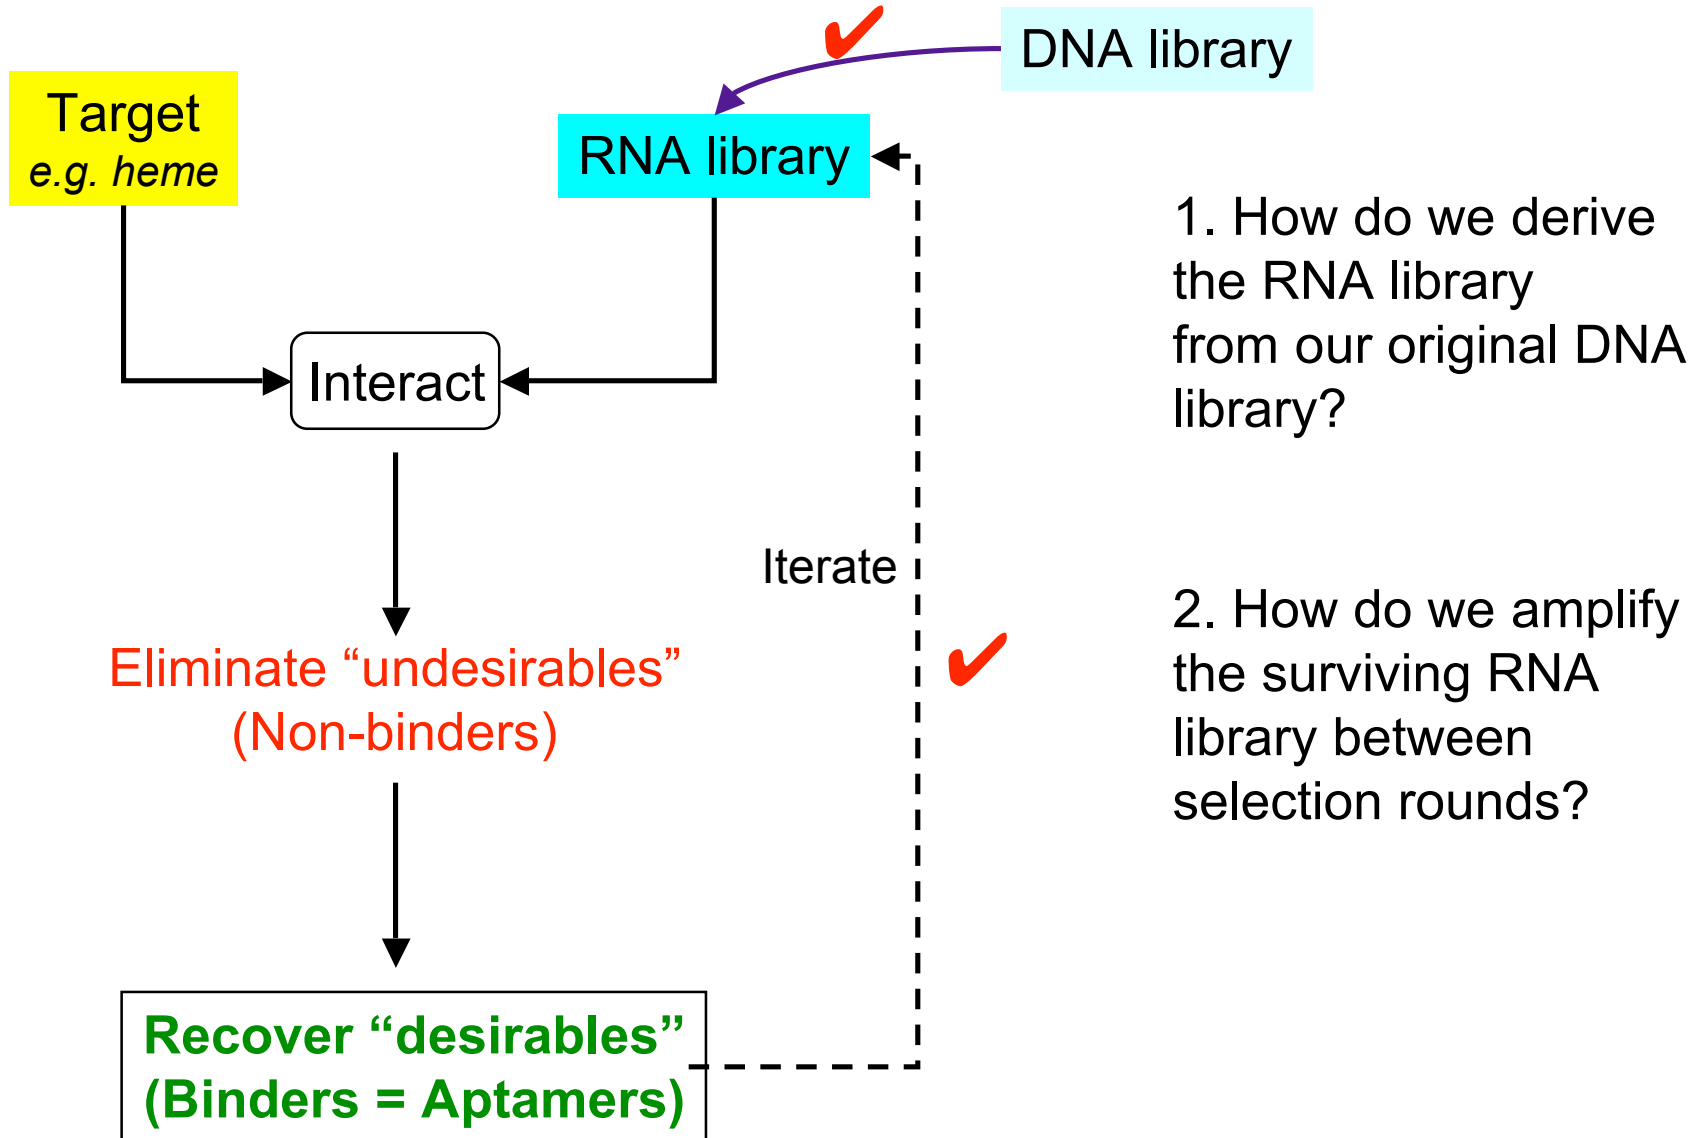 DNA library
Target
e.g. heme
RNA library
1. How do we derive
the RNA library
from our original DNA
library?
Interact
Iterate
2. How do we amplify
the surviving RNA
library between
selection rounds?
Eliminate “undesirables”
(Non-binders)
Recover “desirables”
(Binders = Aptamers)